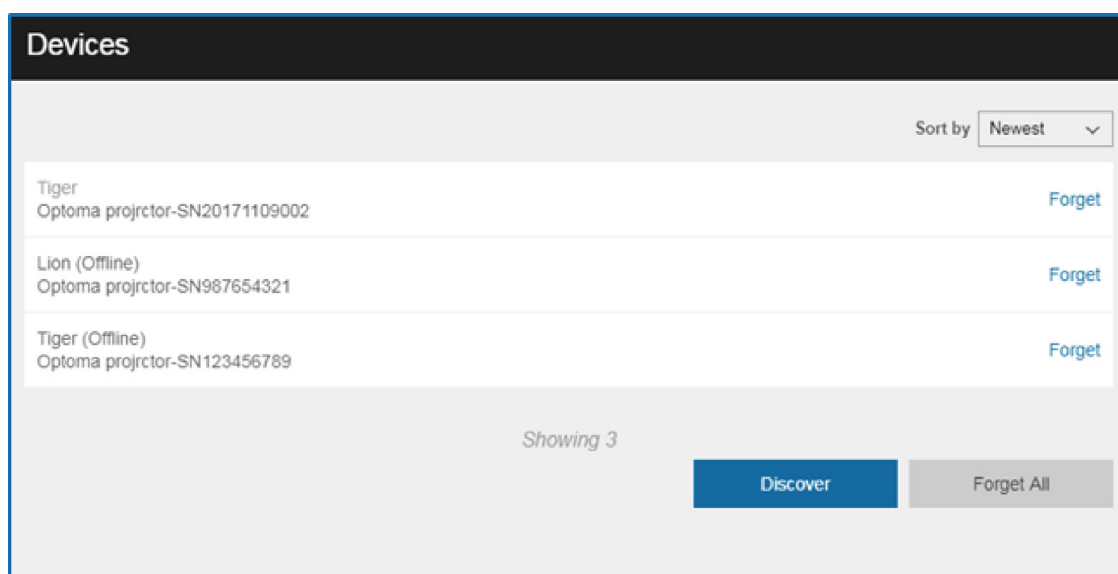 Devices
Sort by Newest
Tiger
Optoma projrctor-SN20171109002
Forget
Lion (Offline)
Optoma projrctor-SN987654321
Forget
Tiger (Offline)
Optoma projrctor-SN123456789
Forget
Showing 3
Discover
Forget All